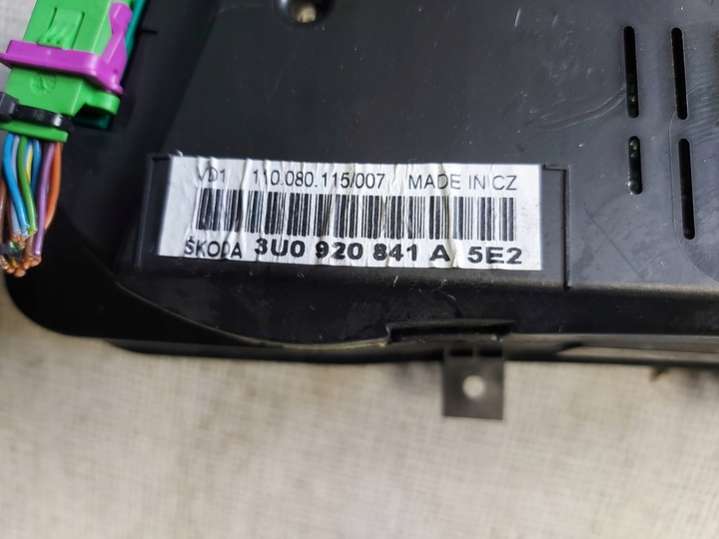 VD1 110.080.115/007 MADE IN CZ
ŠKODA 3U0 920 841 A 5E2